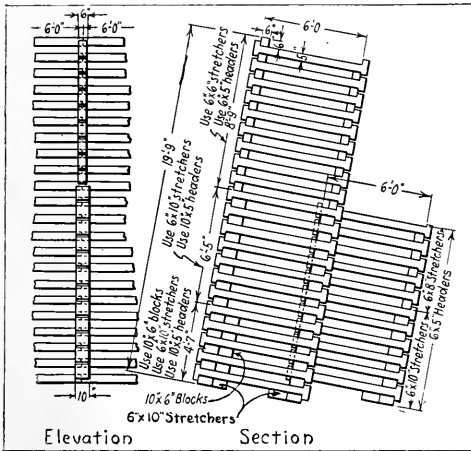 6"
6'-0" 6'-0"
6"
6'-0
6"
5"
Use 6"x6" stretchers
Use 6"x5" headers
8'-9"
19'-9"
Use 6"x10" stretchers
Use 10"x5" headers
6'-5"
Use 10"x6" blocks
Use 6"x10" stretchers
Use 10"x5" headers
4'-7"
6'-0"
6"x10" Stretchers 6"x8" Stretchers
6"x5" Headers
10"
10"x6" Blocks
6"x10" Stretchers
Elevation Section